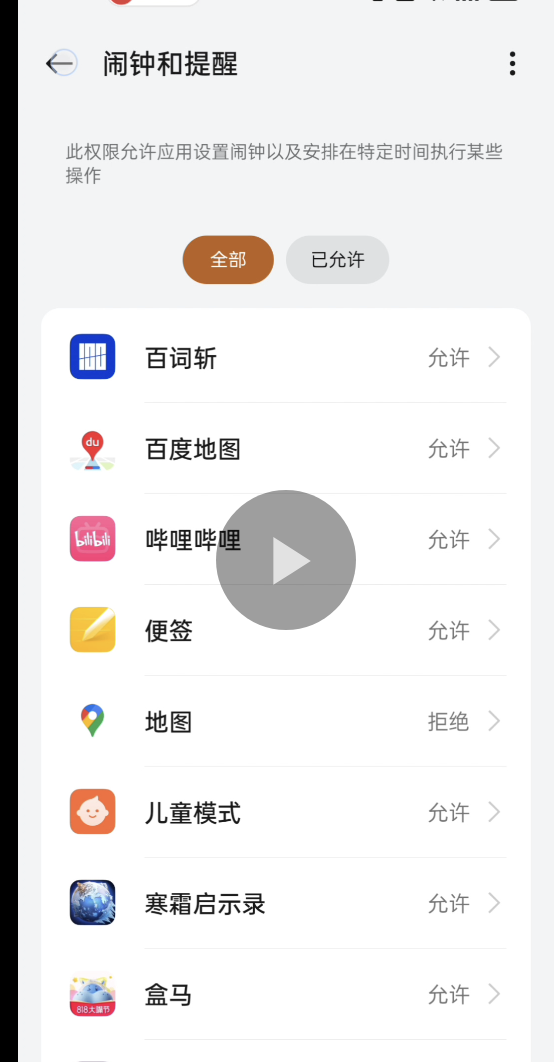 闹钟和提醒
此权限允许应用设置闹钟以及安排在特定时间执行某些
操作
全部
已允许
百词斩
允许
du
百度地图
允许
bilibili
哔哩哔哩
允许
便签
允许
地图
拒绝
儿童模式
允许
寒霜启示录
允许
818大囤节
盒马
允许